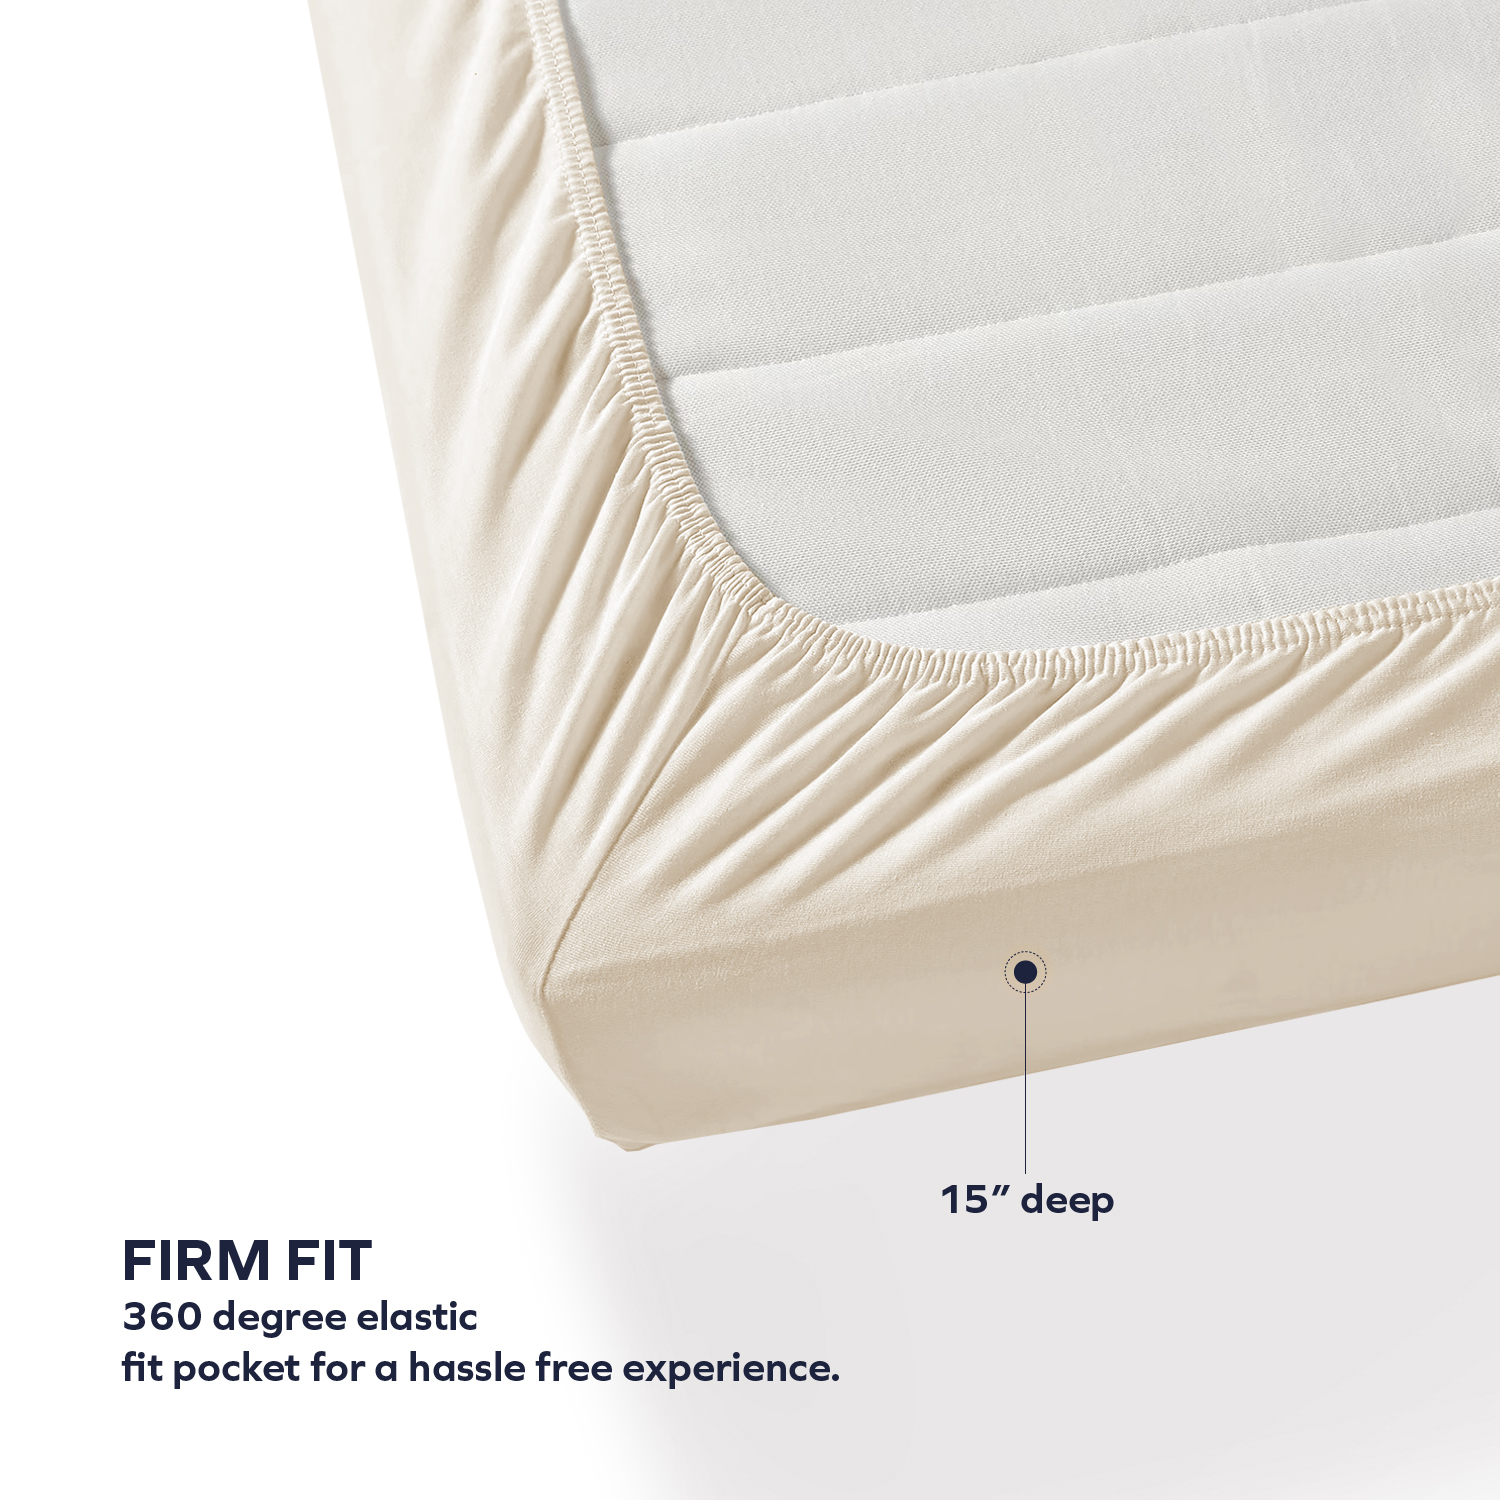 15″ deep
FIRM FIT
360 degree elastic
fit pocket for a hassle free experience.